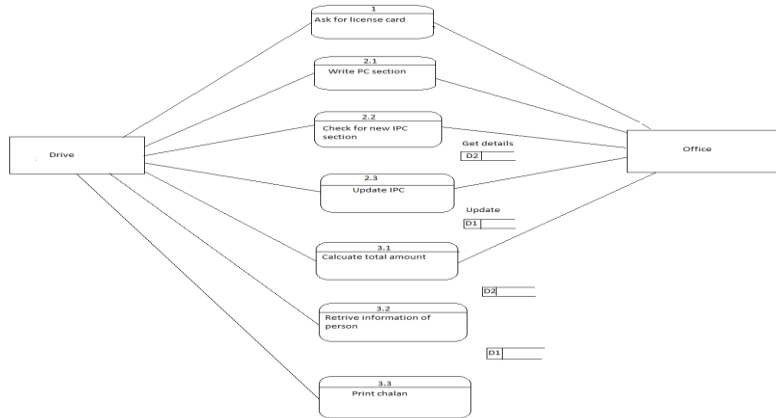 1
Ask for license card
2.1
Write PC section
2.2
Check for new IPC
section
Get details
D2
Drive
Office
2.3
Update IPC
Update
D1
3.1
Calcuate total amount
D2
3.2
Retrive information of
person
D1
3.3
Print chalan